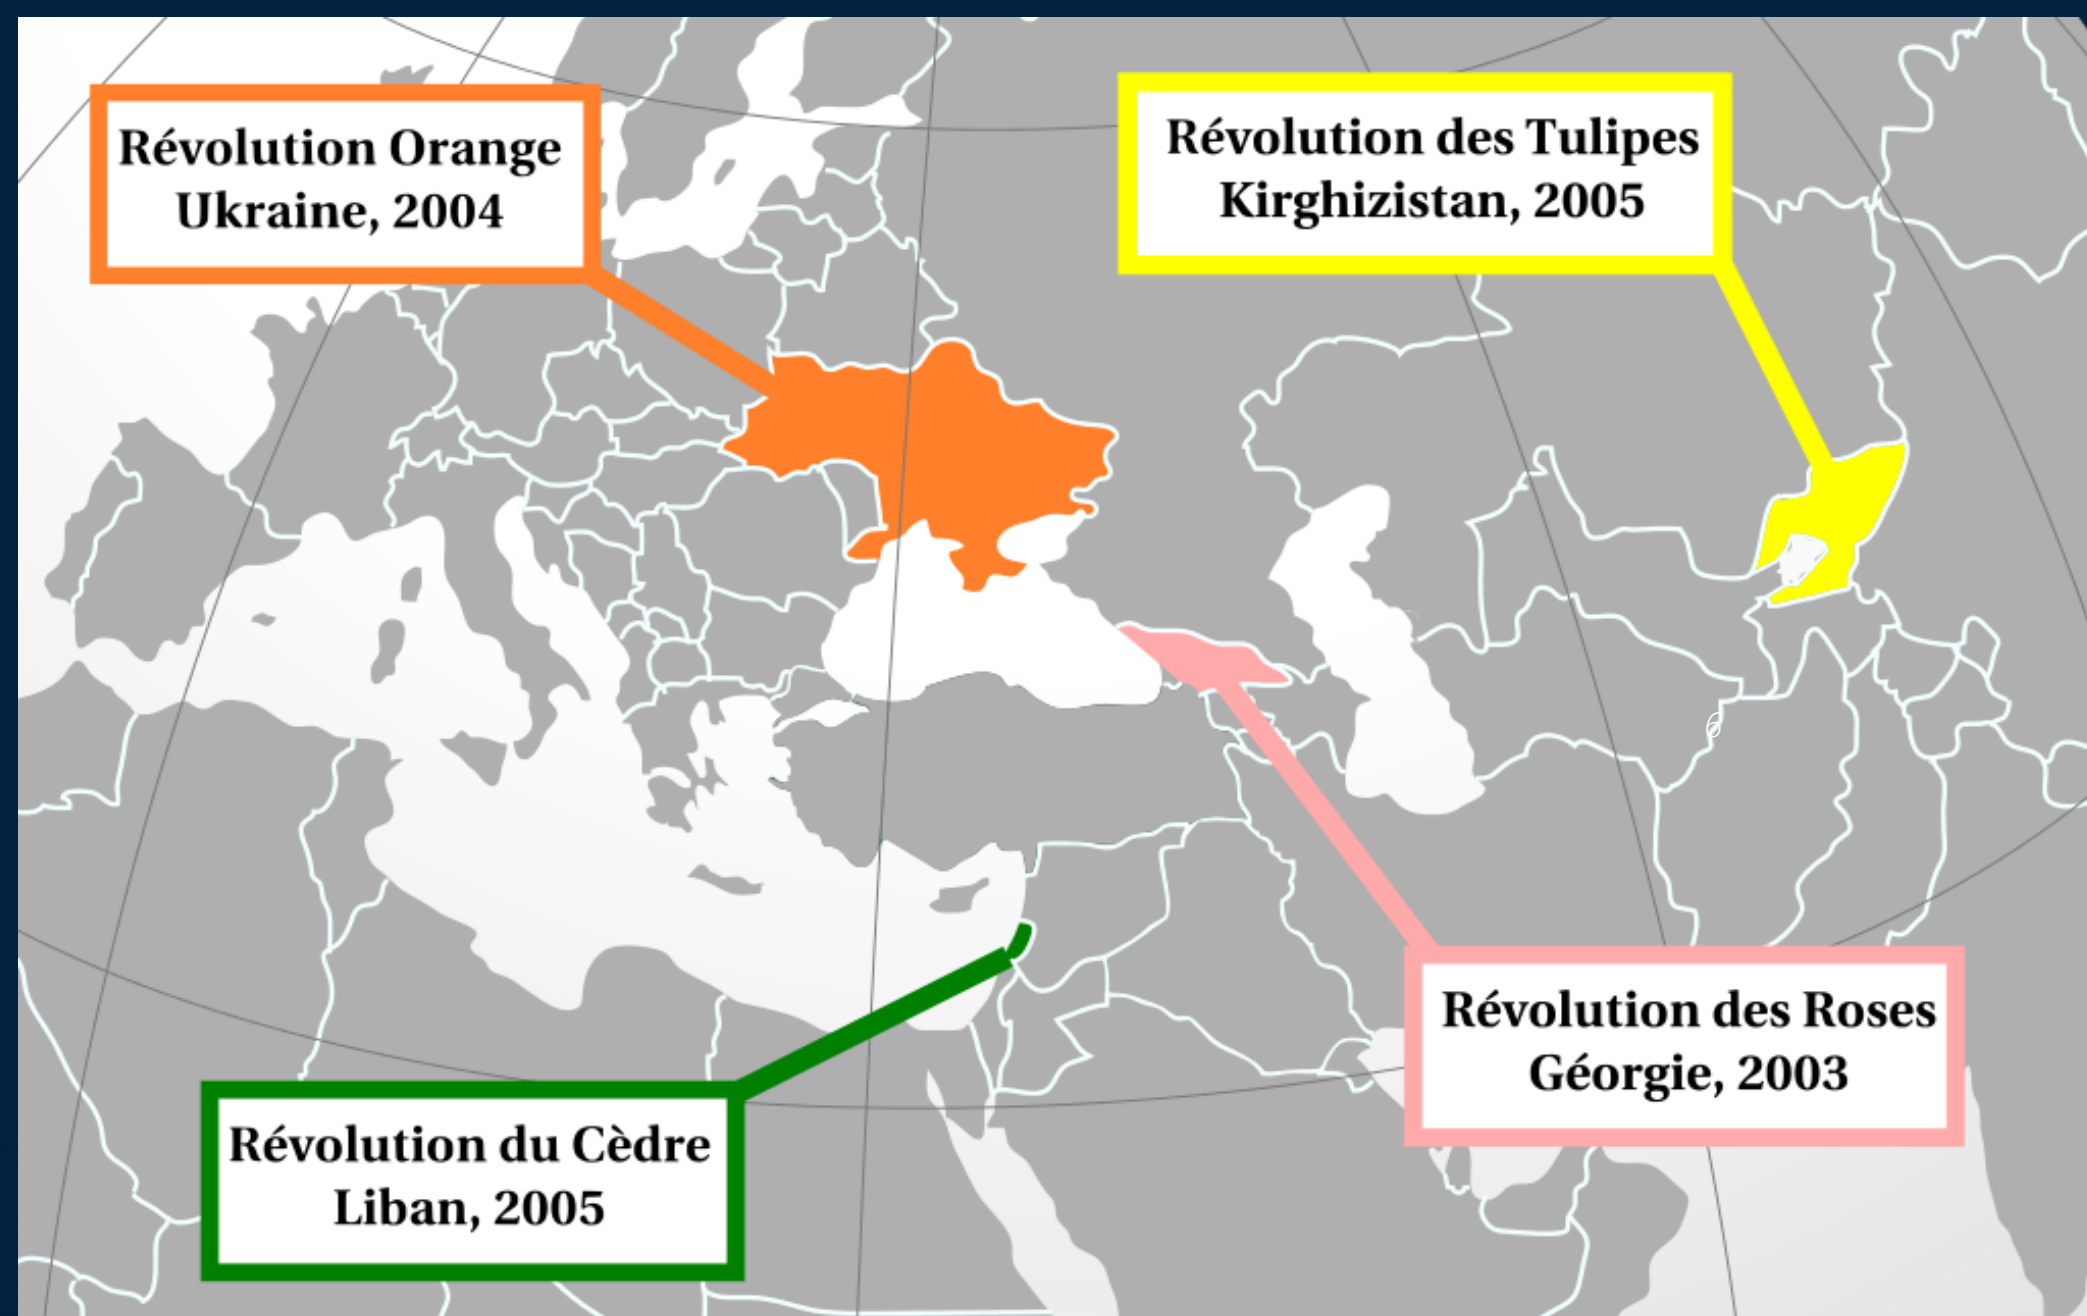 Révolution Orange
Ukraine, 2004
Révolution des Tulipes
Kirghizistan, 2005
Révolution des Roses
Géorgie, 2003
Révolution du Cèdre
Liban, 2005